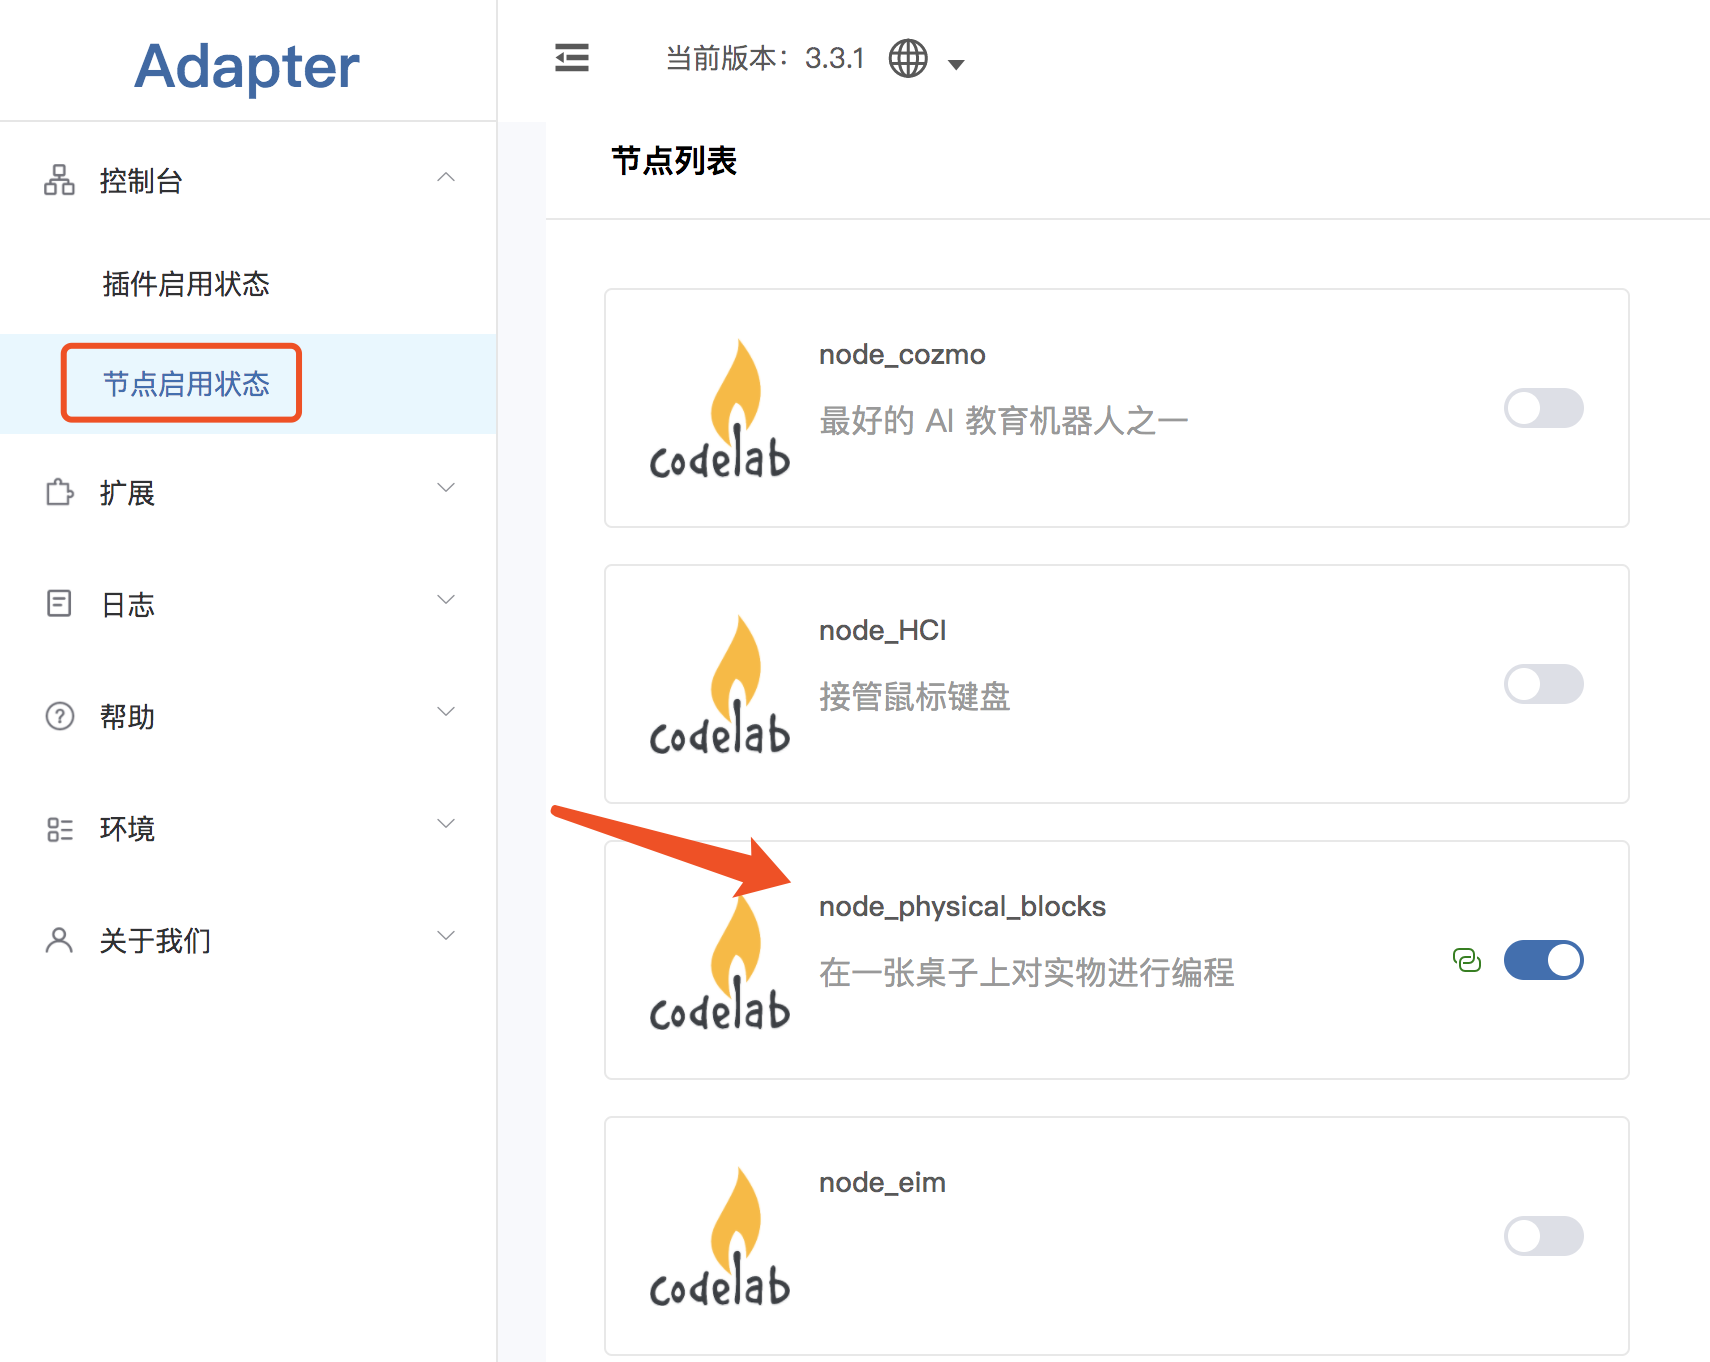 Adapter
控制台
插件启用状态
节点启用状态
扩展
日志
帮助
环境
关于我们
当前版本：3.3.1
节点列表
codelab
node_cozmo
最好的 AI 教育机器人之一
codelab
node_HCI
接管鼠标键盘
codelab
node_physical_blocks
在一张桌子上对实物进行编程
codelab
node_eim